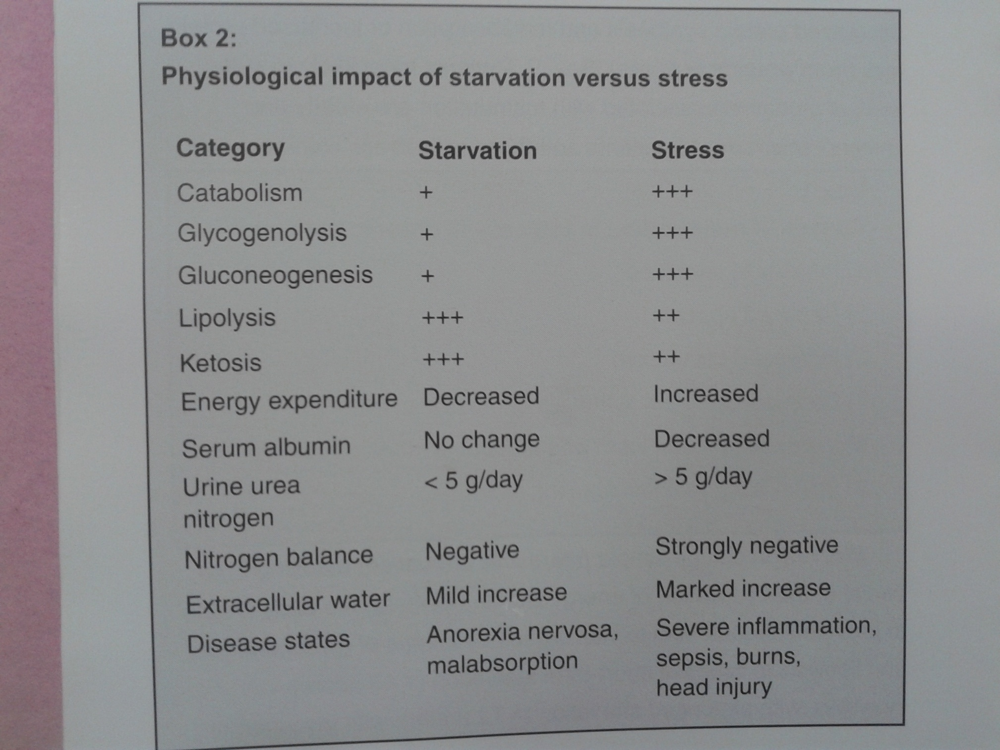 Box 2:
Physiological impact of starvation versus stress
Category Starvation Stress
Catabolism + +++
Glycogenolysis + +++
Gluconeogenesis + +++
Lipolysis +++ ++
Ketosis +++ ++
Energy expenditure Decreased Increased
Serum albumin No change Decreased
Urine urea < 5 g/day > 5 g/day
nitrogen
Nitrogen balance Negative Strongly negative
Extracellular water Mild increase Marked increase
Disease states Anorexia nervosa, Severe inflammation,
malabsorption sepsis, burns,
head injury